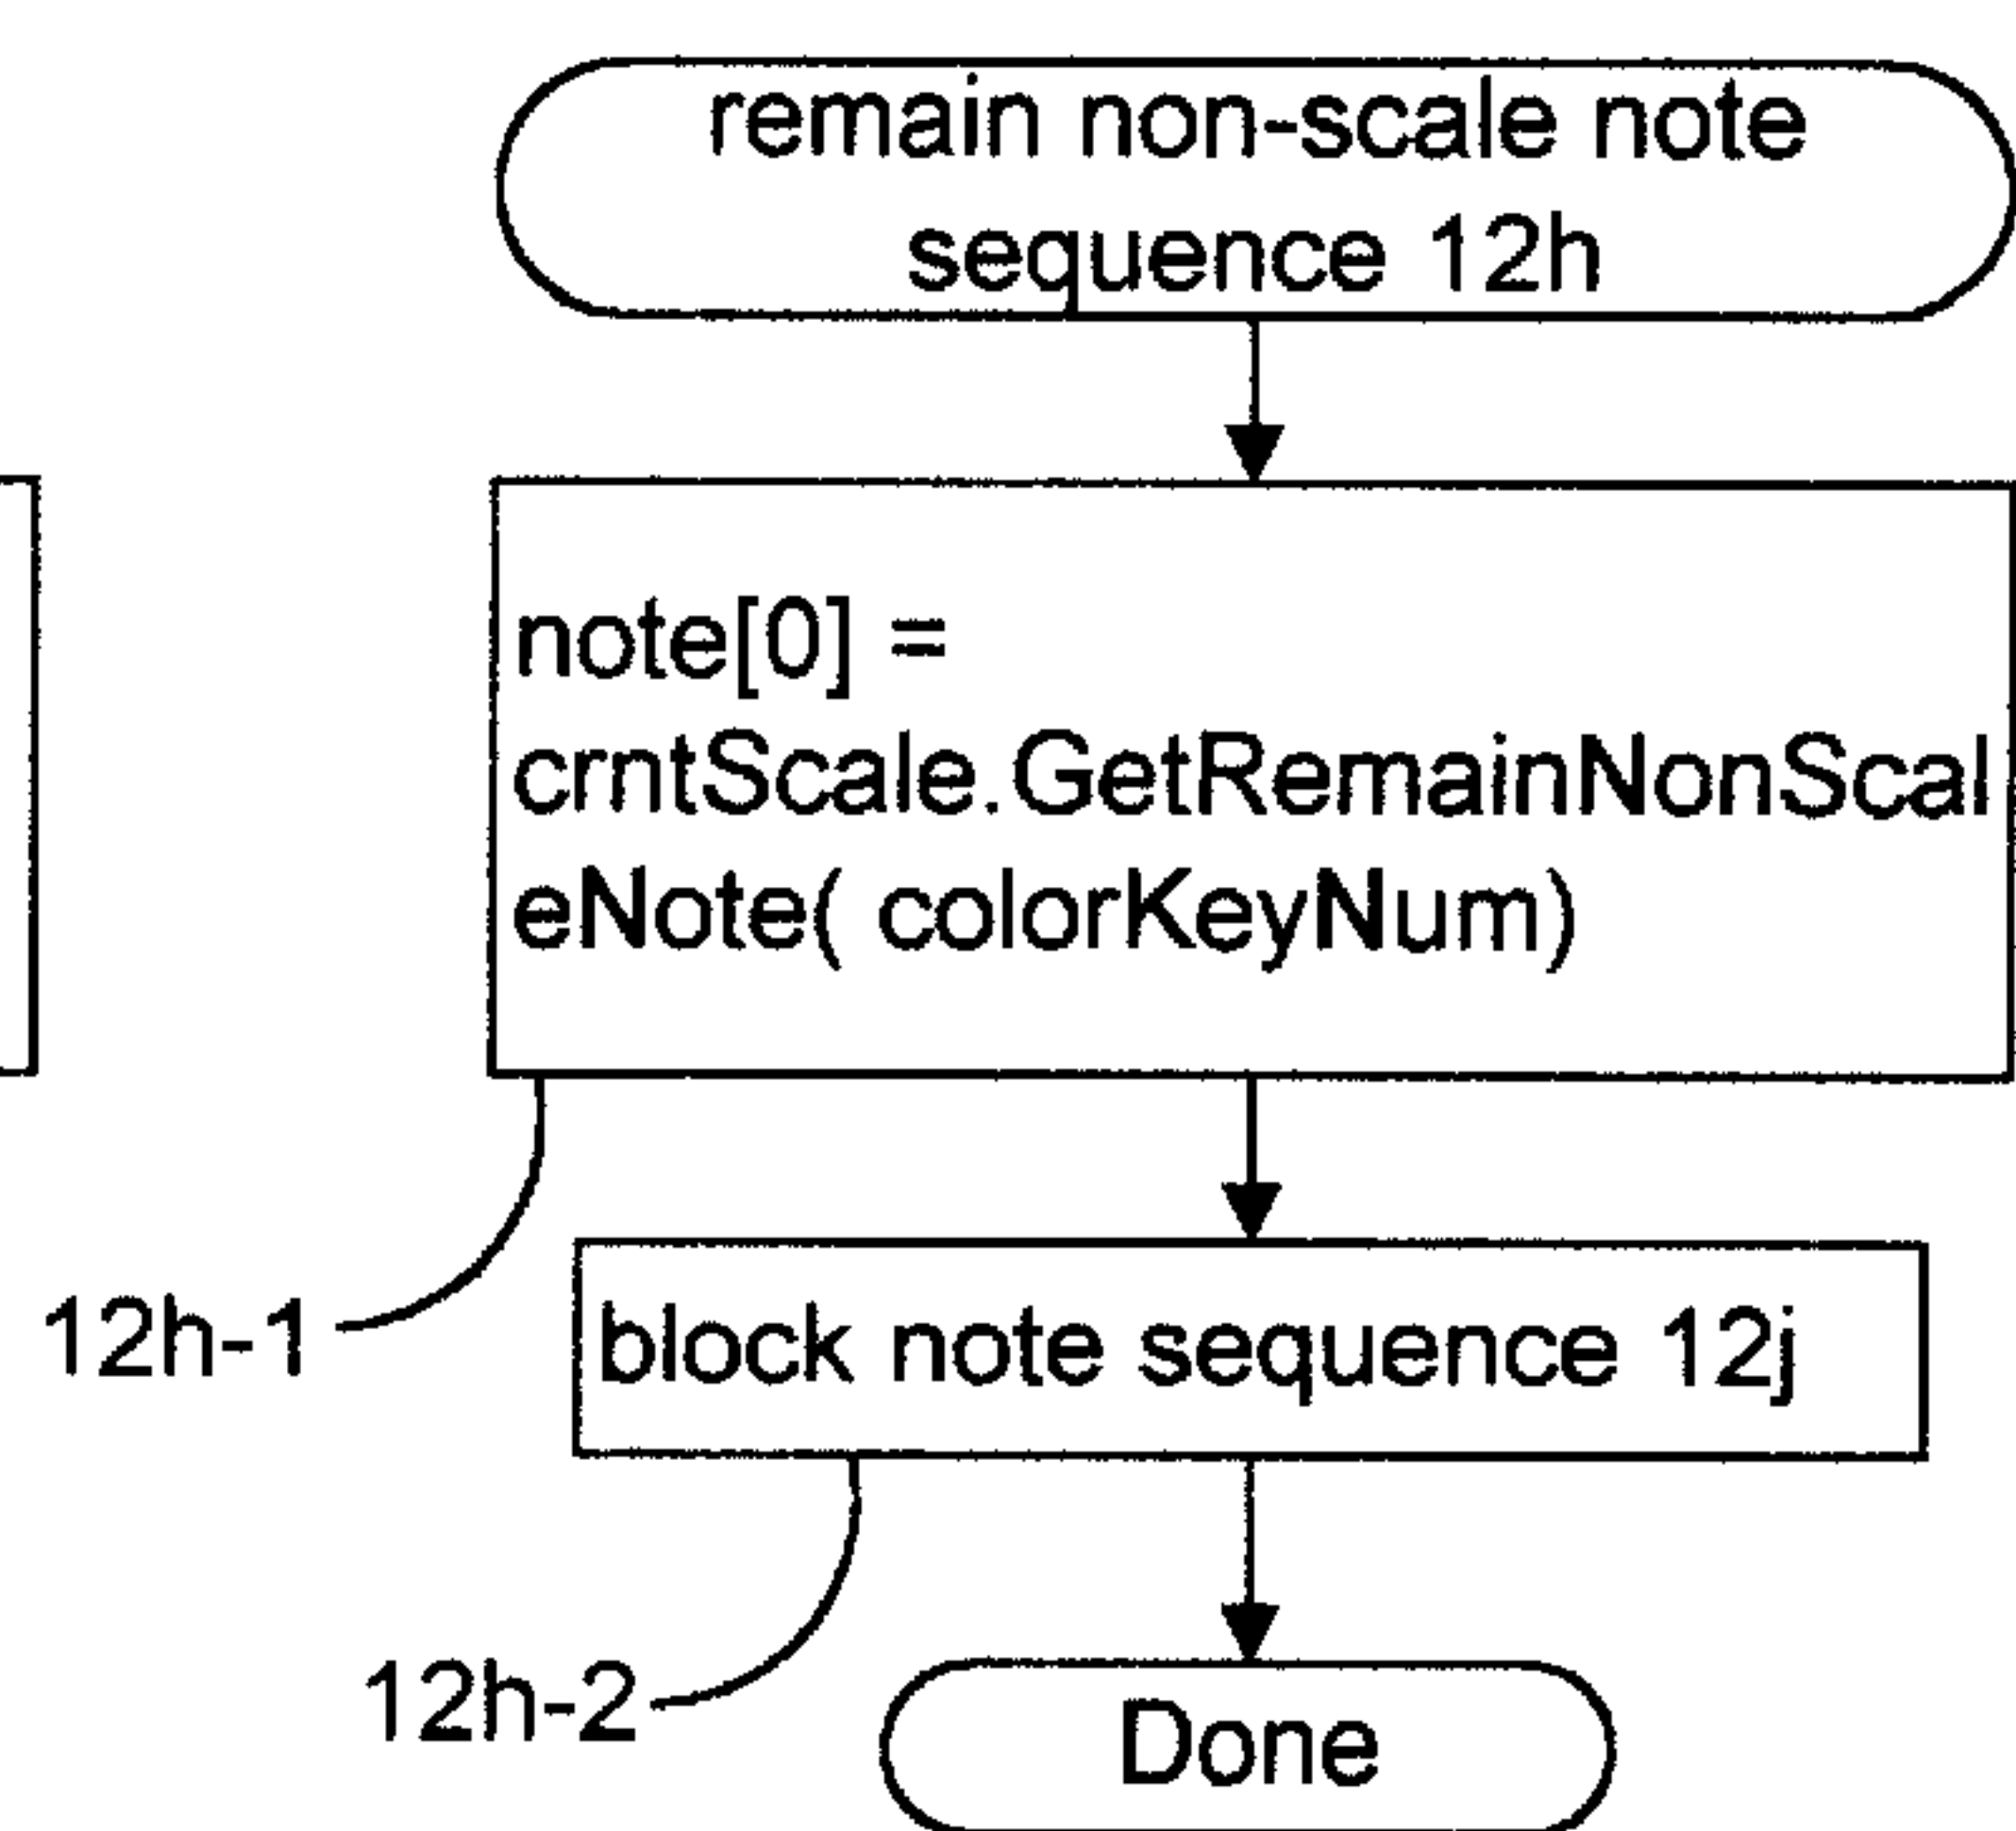 remain non-scale note
sequence 12h
note[0] =
crntScale.GetRemainNonScal
eNote( colorKeyNum)
12h-1
block note sequence 12j
12h-2
Done